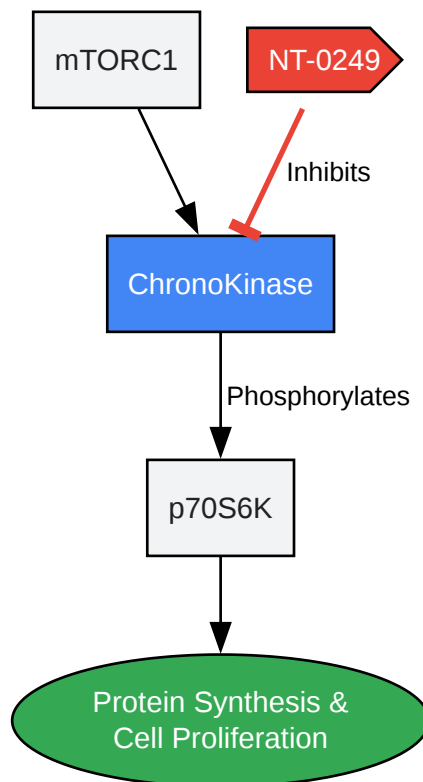 mTORC1
NT-0249
Inhibits
ChronoKinase
Phosphorylates
p70S6K
Protein Synthesis &
Cell Proliferation